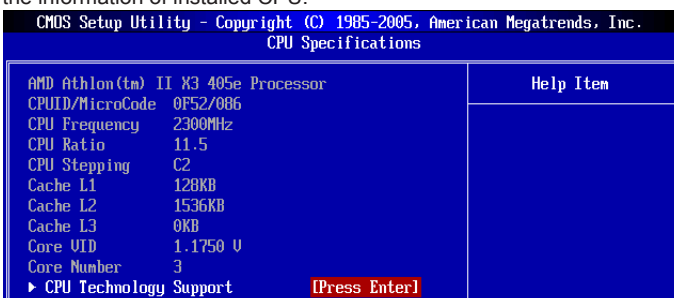 the information of installed CPU.
CMOS Setup Utility - Copyright (C) 1985-2005, American Megatrends, Inc.
CPU Specifications
AMD Athlon(tm) II X3 405e Processor
Help Item
CPUID/MicroCode 0F52/086
CPU Frequency 2300MHz
CPU Ratio 11.5
CPU Stepping C2
Cache L1 128KB
Cache L2 1536KB
Cache L3 0KB
Core VID 1.1750 V
Core Number 3
▶ CPU Technology Support [Press Enter]